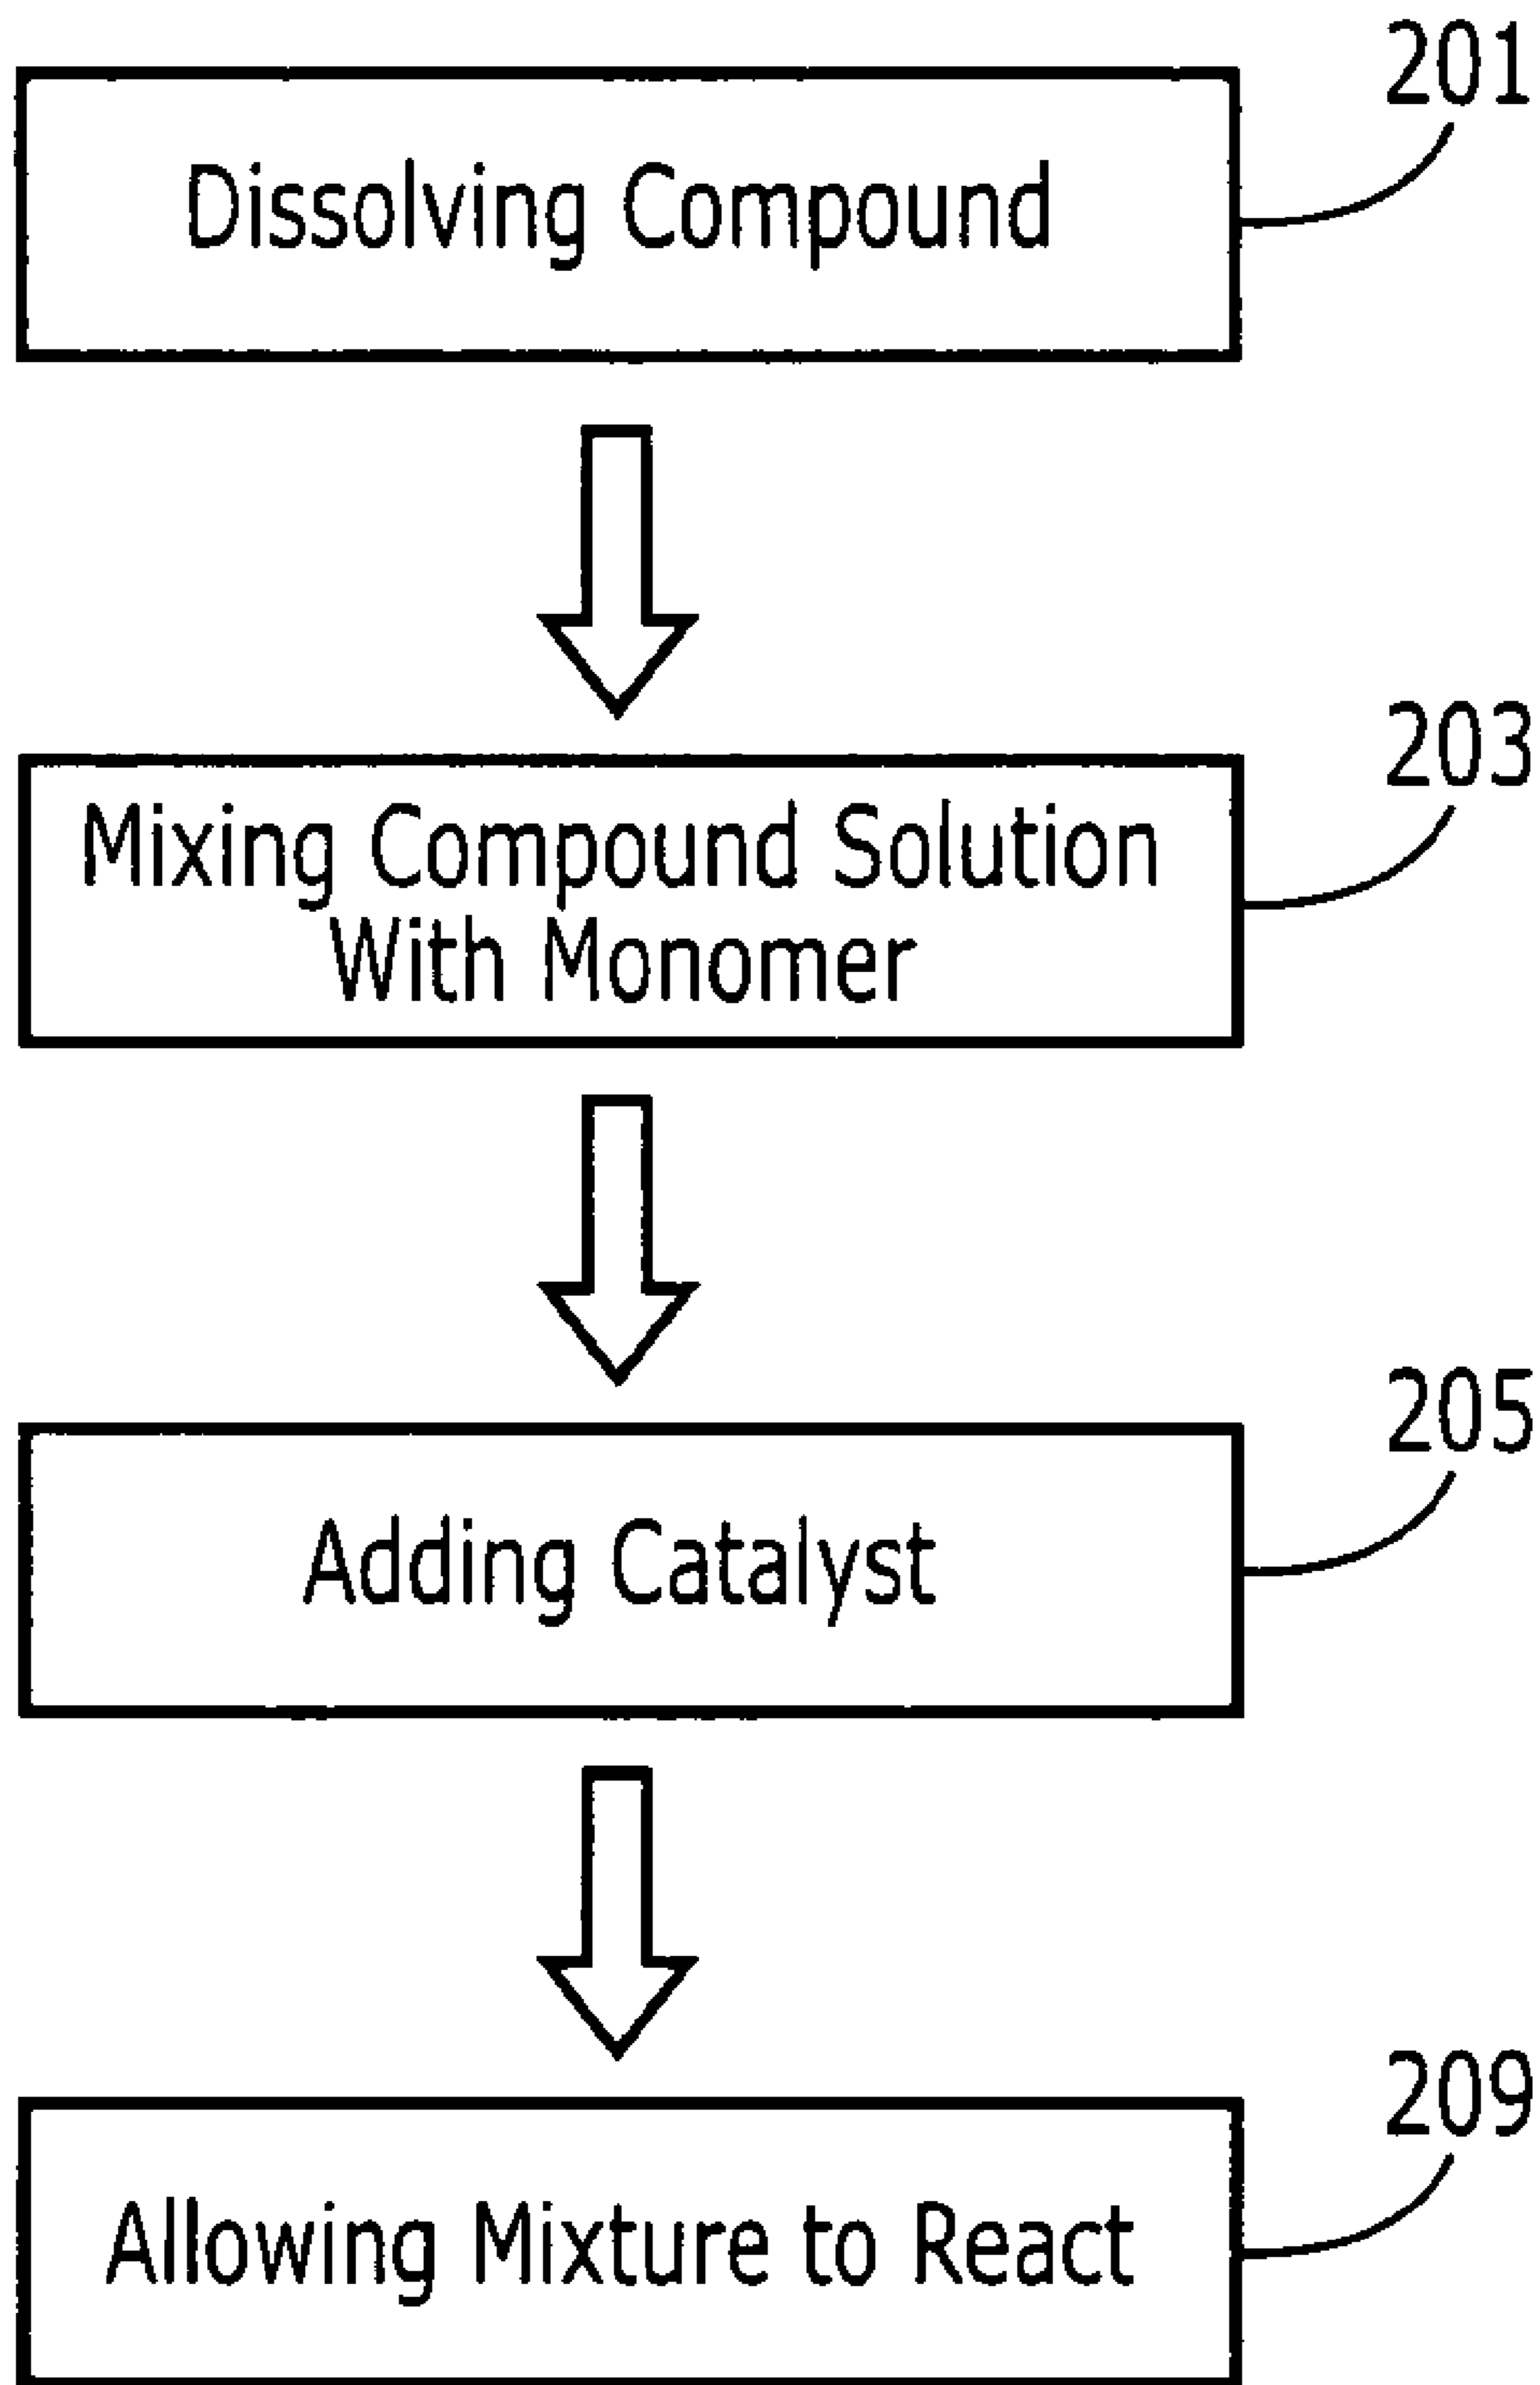 201
Dissolving Compound
203
Mixing Compound Solution
With Monomer
205
Adding Catalyst
209
Allowing Mixture to React